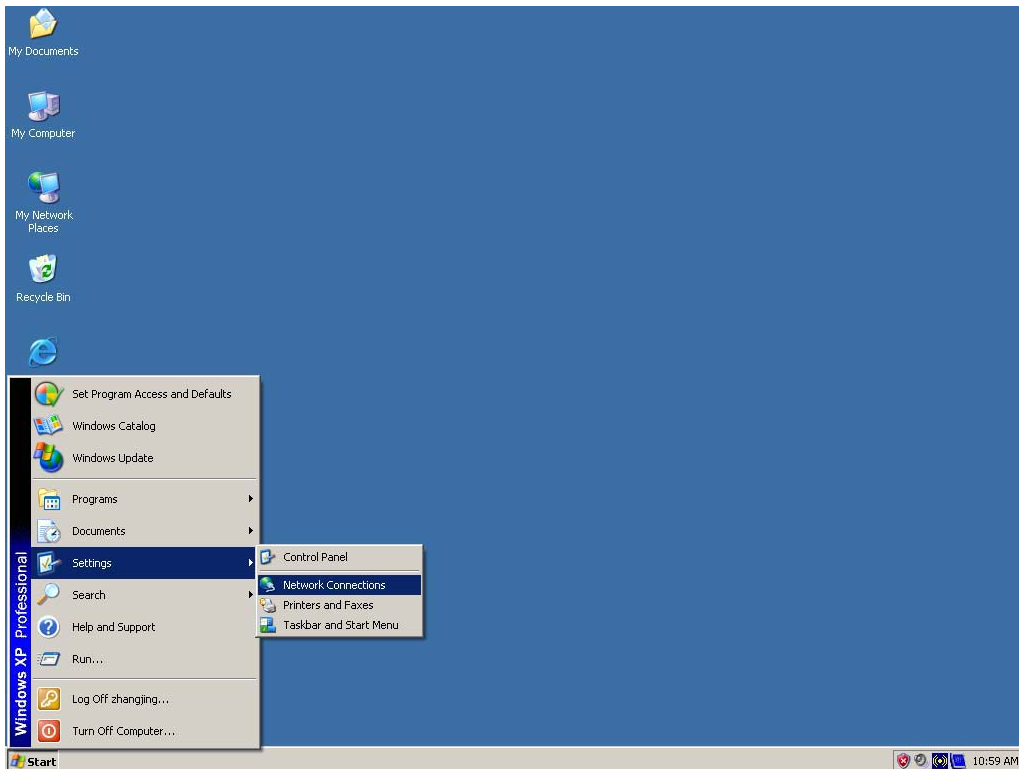 My Documents
My Computer
My Network
Places
Recycle Bin
Set Program Access and Defaults
Windows Catalog
Windows Update
Programs
Documents
Settings
Search
Help and Support
Run...
Log Off zhangjing...
Turn Off Computer...
Windows XP Professional
Control Panel
Network Connections
Printers and Faxes
Taskbar and Start Menu
Start
10:59 AM